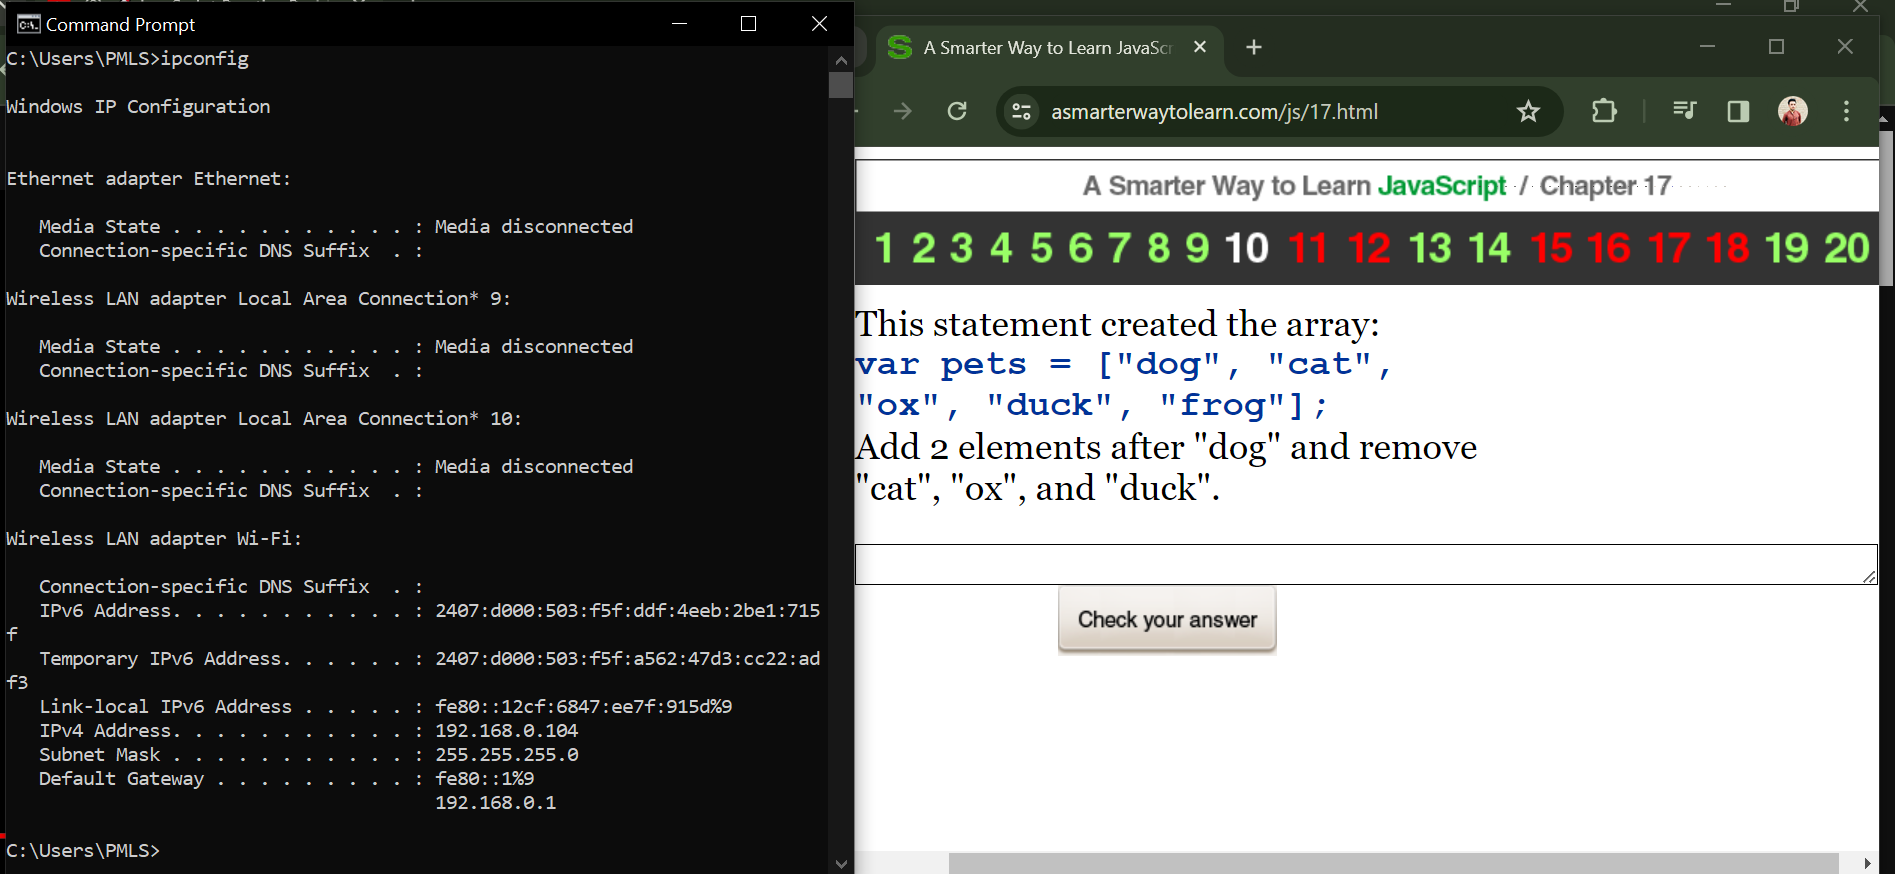 Command Prompt
C:\Users\PMLS>ipconfig
Windows IP Configuration
Ethernet adapter Ethernet:
Media State . . . . . . . . . . . : Media disconnected
Connection-specific DNS Suffix  . :
Wireless LAN adapter Local Area Connection* 9:
Media State . . . . . . . . . . . : Media disconnected
Connection-specific DNS Suffix  . :
Wireless LAN adapter Local Area Connection* 10:
Media State . . . . . . . . . . . : Media disconnected
Connection-specific DNS Suffix  . :
Wireless LAN adapter Wi-Fi:
Connection-specific DNS Suffix  . :
IPv6 Address. . . . . . . . . . . : 2407:d000:503:f5f:ddf:4eeb:2be1:715
f
Temporary IPv6 Address. . . . . . : 2407:d000:503:f5f:a562:47d3:cc22:ad
f3
Link-local IPv6 Address . . . . . : fe80::12cf:6847:ee7f:915d%9
IPv4 Address. . . . . . . . . . . : 192.168.0.104
Subnet Mask . . . . . . . . . . . : 255.255.255.0
Default Gateway . . . . . . . . . : fe80::1%9
192.168.0.1
C:\Users\PMLS>
A Smarter Way to Learn JavaScr
asmarterwaytolearn.com/js/17.html
A Smarter Way to Learn JavaScript / Chapter 17
1 2 3 4 5 6 7 8 9 10 11 12 13 14 15 16 17 18 19 20
This statement created the array:
var pets = ["dog", "cat",
"ox", "duck", "frog"];
Add 2 elements after "dog" and remove
"cat", "ox", and "duck".
Check your answer